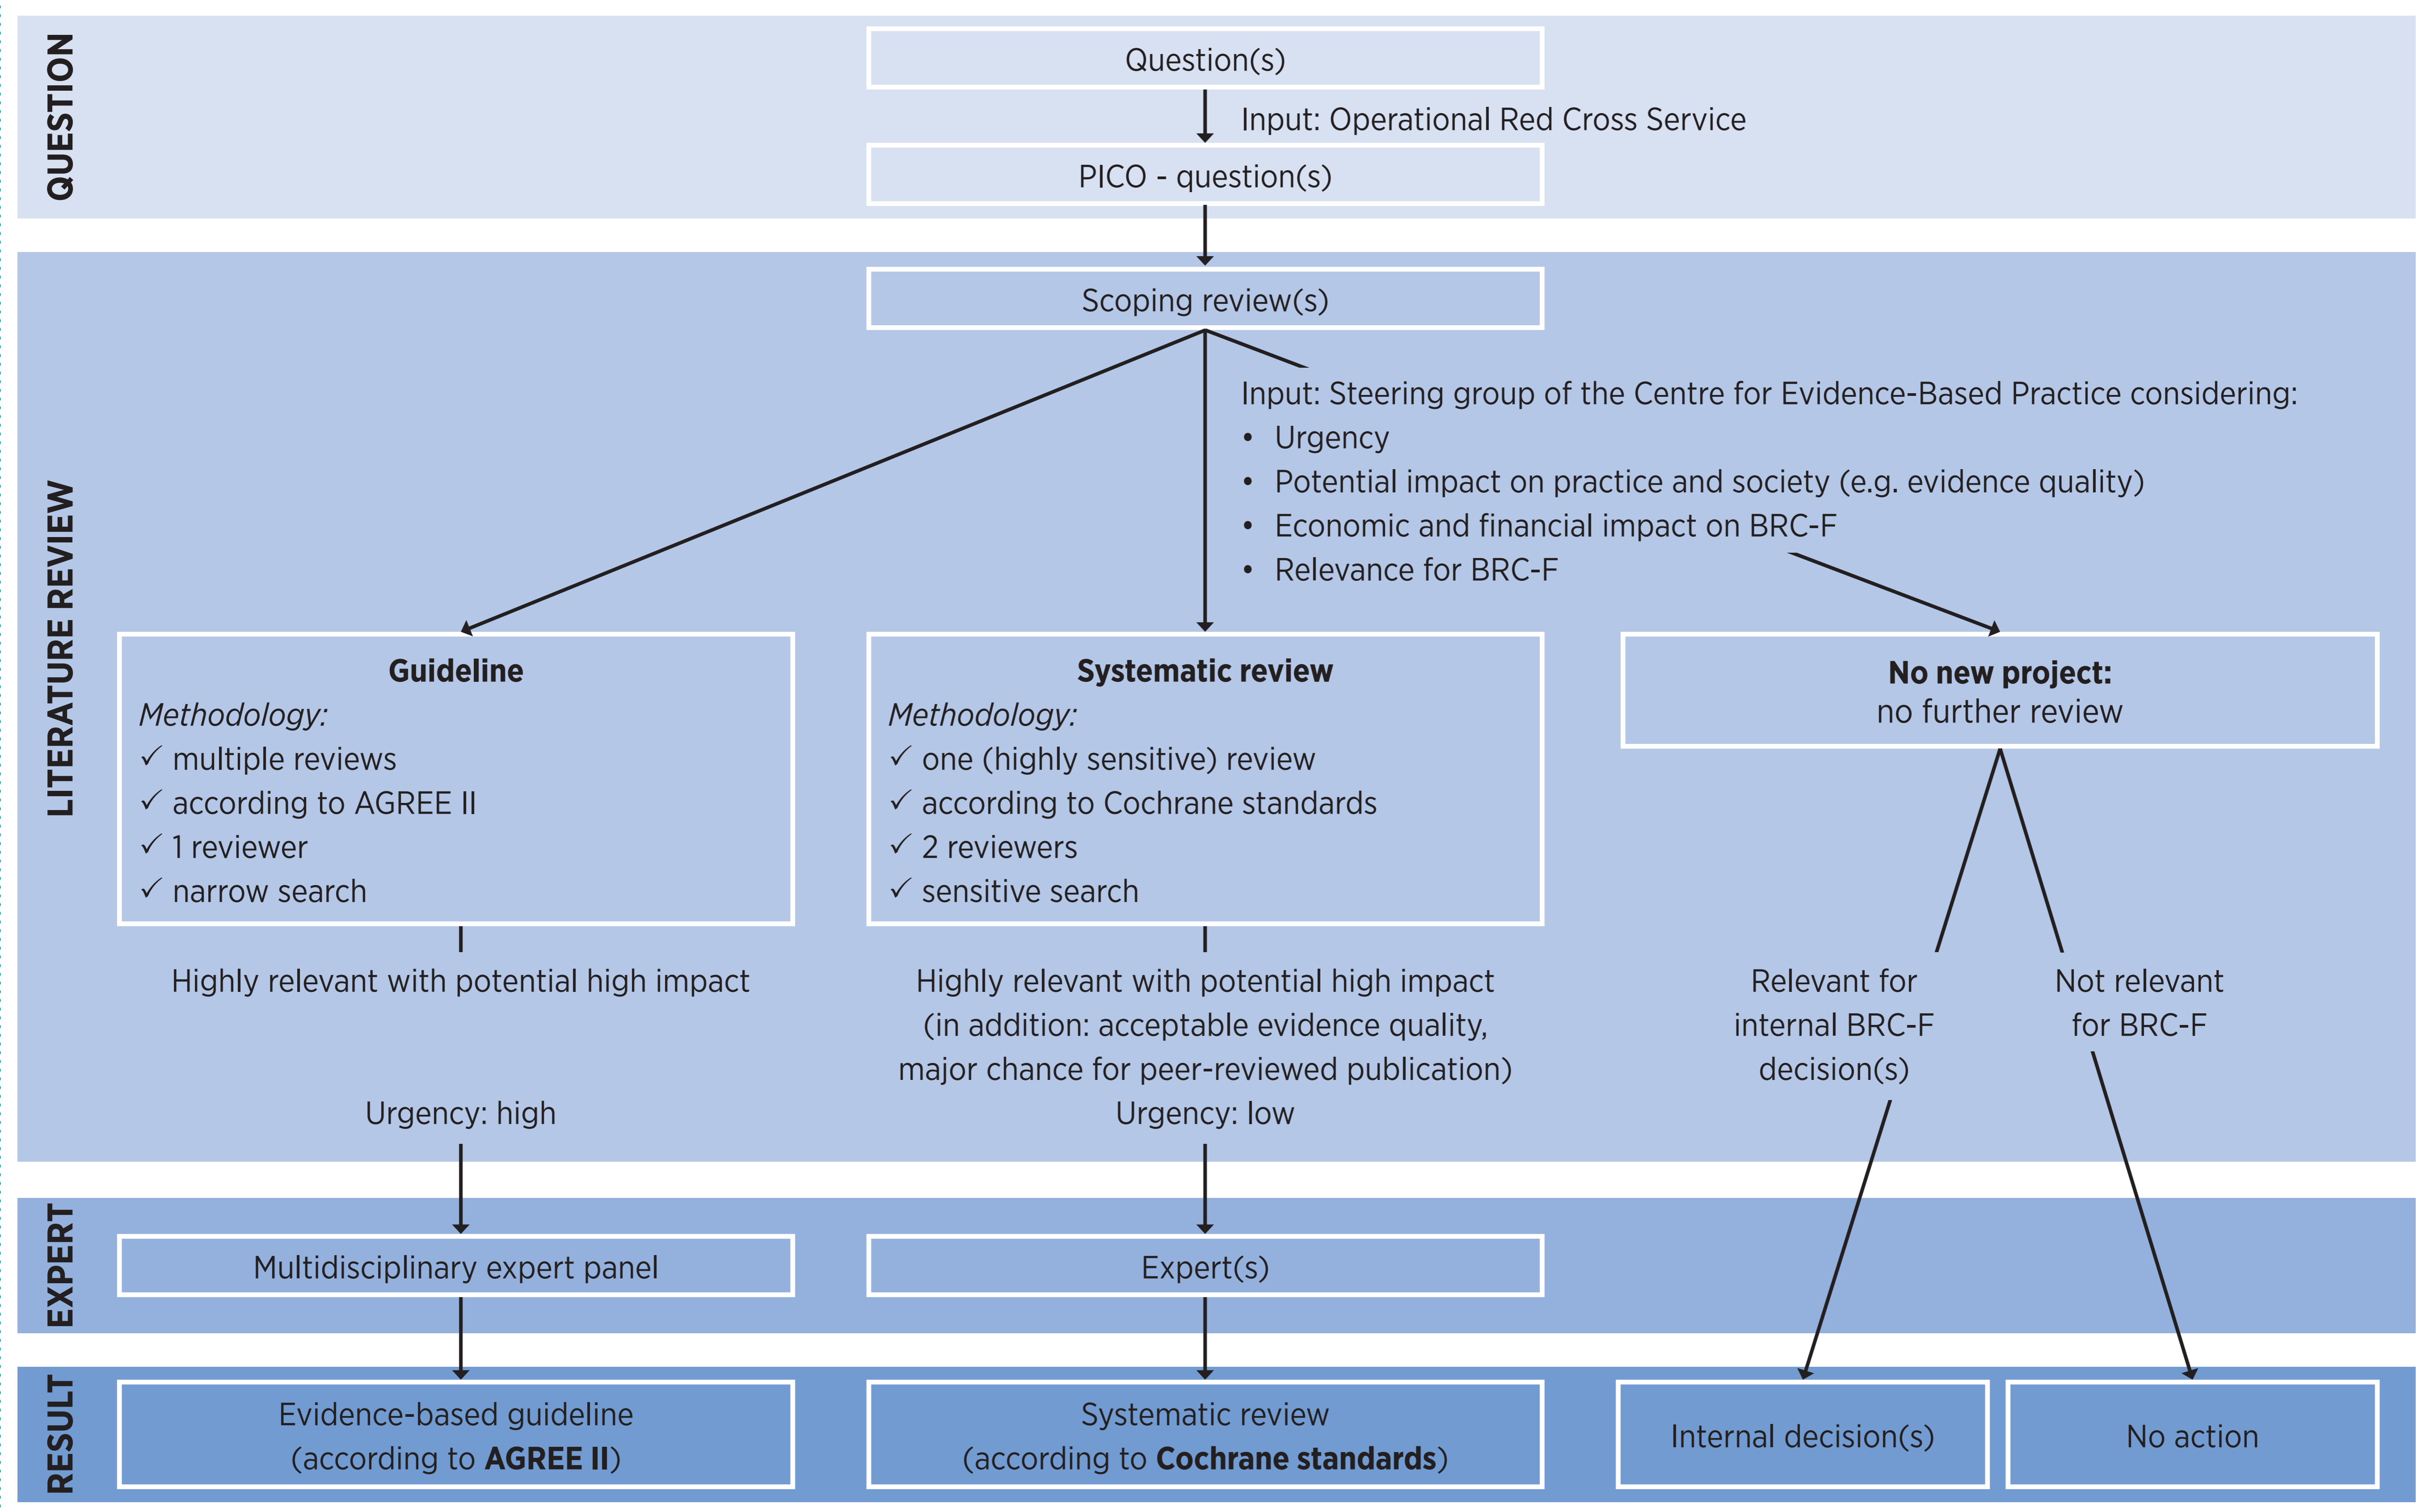 QUESTION
Question(s)
Input: Operational Red Cross Service
PICO - question(s)
LITERATURE REVIEW
Scoping review(s)
Input: Steering group of the Centre for Evidence-Based Practice considering:
• Urgency
• Potential impact on practice and society (e.g. evidence quality)
• Economic and financial impact on BRC-F
• Relevance for BRC-F
Guideline
Methodology:
✓ multiple reviews
✓ according to AGREE II
✓ 1 reviewer
✓ narrow search
Highly relevant with potential high impact
Urgency: high
Systematic review
Methodology:
✓ one (highly sensitive) review
✓ according to Cochrane standards
✓ 2 reviewers
✓ sensitive search
Highly relevant with potential high impact
(in addition: acceptable evidence quality,
major chance for peer-reviewed publication)
Urgency: low
No new project:
no further review
Relevant for
internal BRC-F
decision(s)
Not relevant
for BRC-F
EXPERT
Multidisciplinary expert panel
Expert(s)
RESULT
Evidence-based guideline
(according to AGREE II)
Systematic review
(according to Cochrane standards)
Internal decision(s)
No action